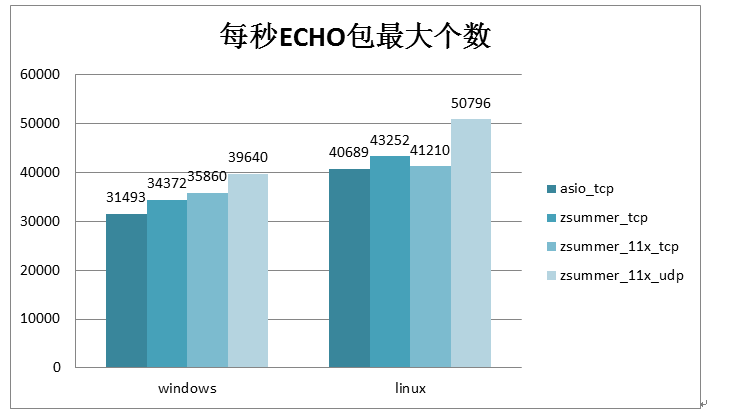 每秒ECHO包最大个数
60000
50000
40000
30000
20000
10000
0
31493
34372
35860
39640
40689
43252
41210
50796
windows
linux
asio_tcp
zsummer_tcp
zsummer_11x_tcp
zsummer_11x_udp